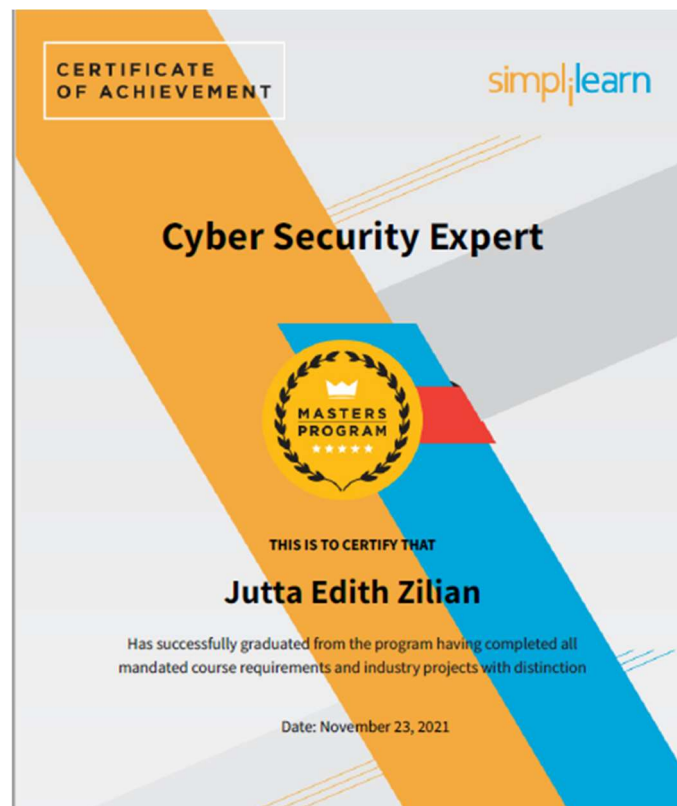 CERTIFICATE
OF ACHIEVEMENT
simplilearn
Cyber Security Expert
MASTERS
PROGRAM
THIS IS TO CERTIFY THAT
Jutta Edith Zilian
Has successfully graduated from the program having completed all
mandated course requirements and industry projects with distinction
Date: November 23, 2021